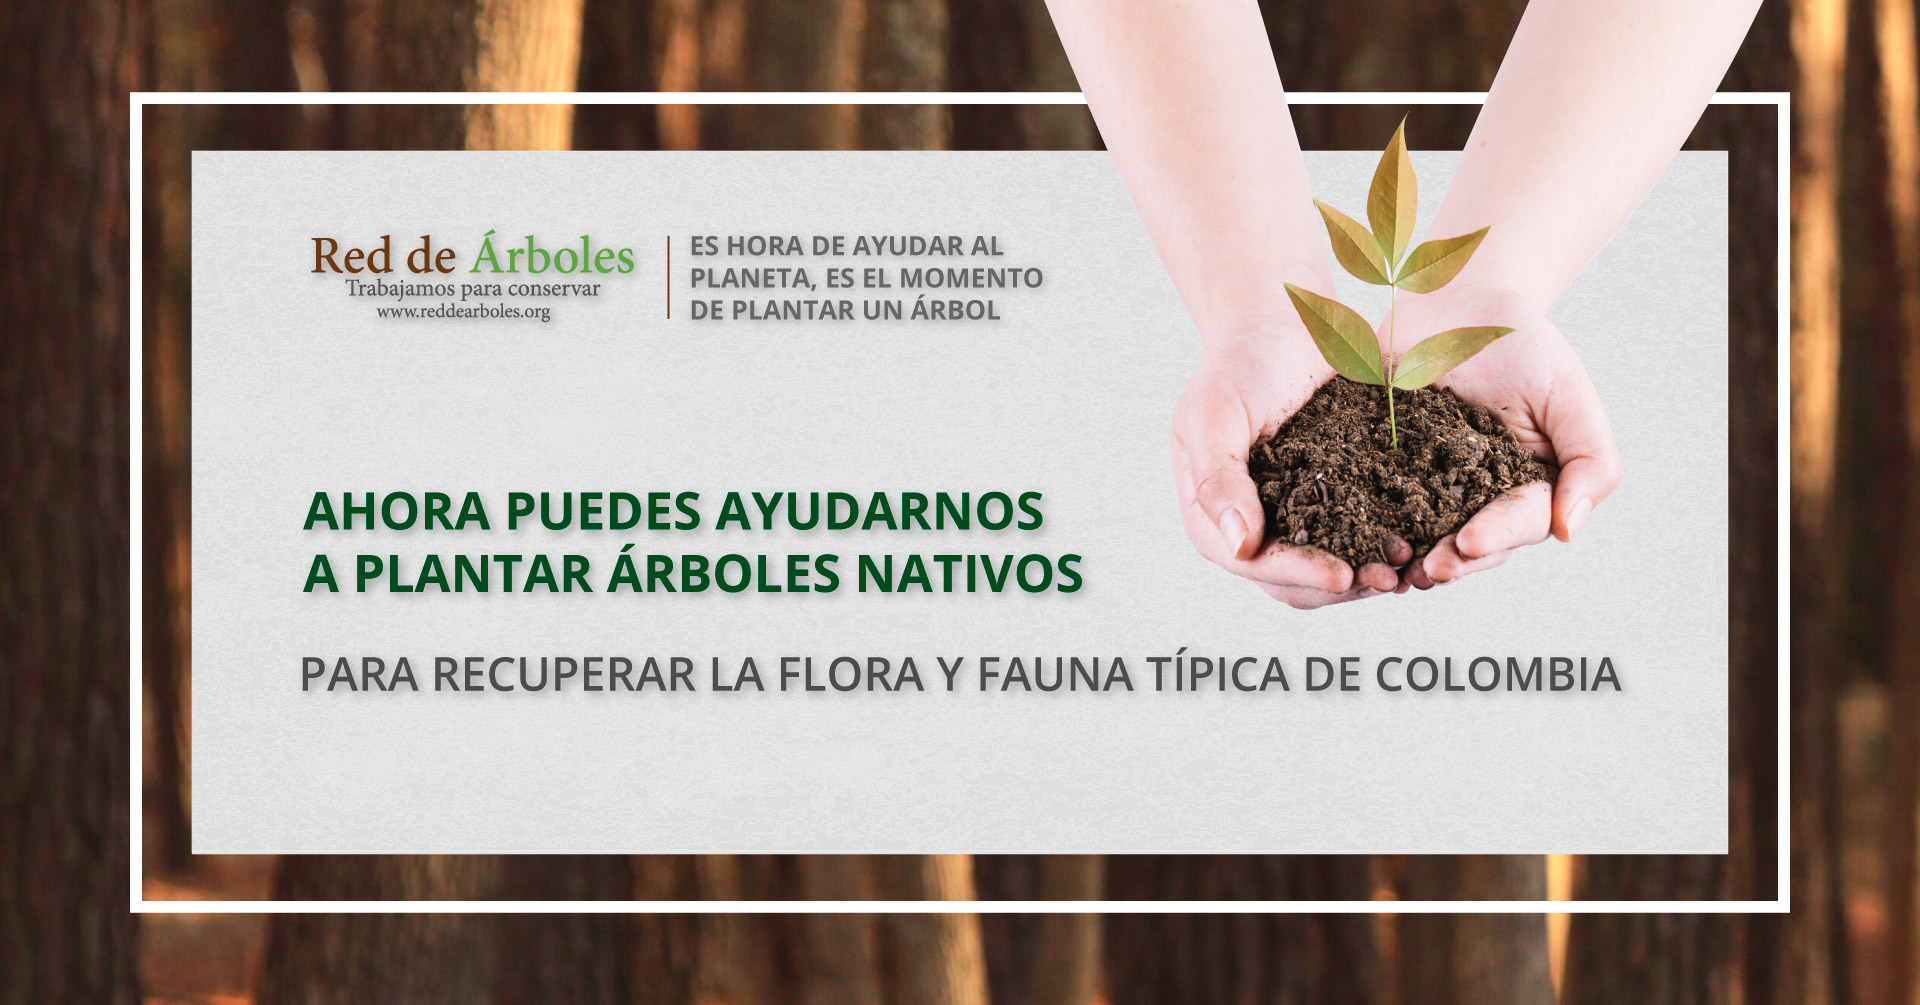 Red de Árboles
Trabajamos para conservar
www.reddearboles.org
ES HORA DE AYUDAR AL
PLANETA, ES EL MOMENTO
DE PLANTAR UN ÁRBOL
AHORA PUEDES AYUDARNOS
A PLANTAR ÁRBOLES NATIVOS
PARA RECUPERAR LA FLORA Y FAUNA TÍPICA DE COLOMBIA